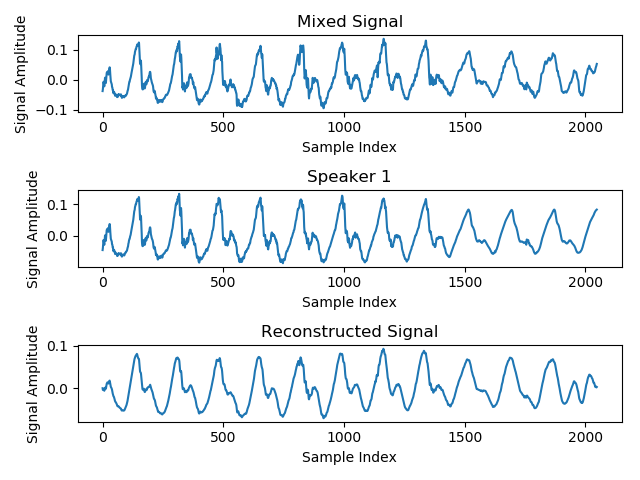 Mixed Signal
Signal Amplitude
0.1
0.0
−0.1
0 500 1000 1500 2000
Sample Index
Speaker 1
Signal Amplitude
0.1
0.0
0 500 1000 1500 2000
Sample Index
Reconstructed Signal
Signal Amplitude
0.1
0.0
0 500 1000 1500 2000
Sample Index